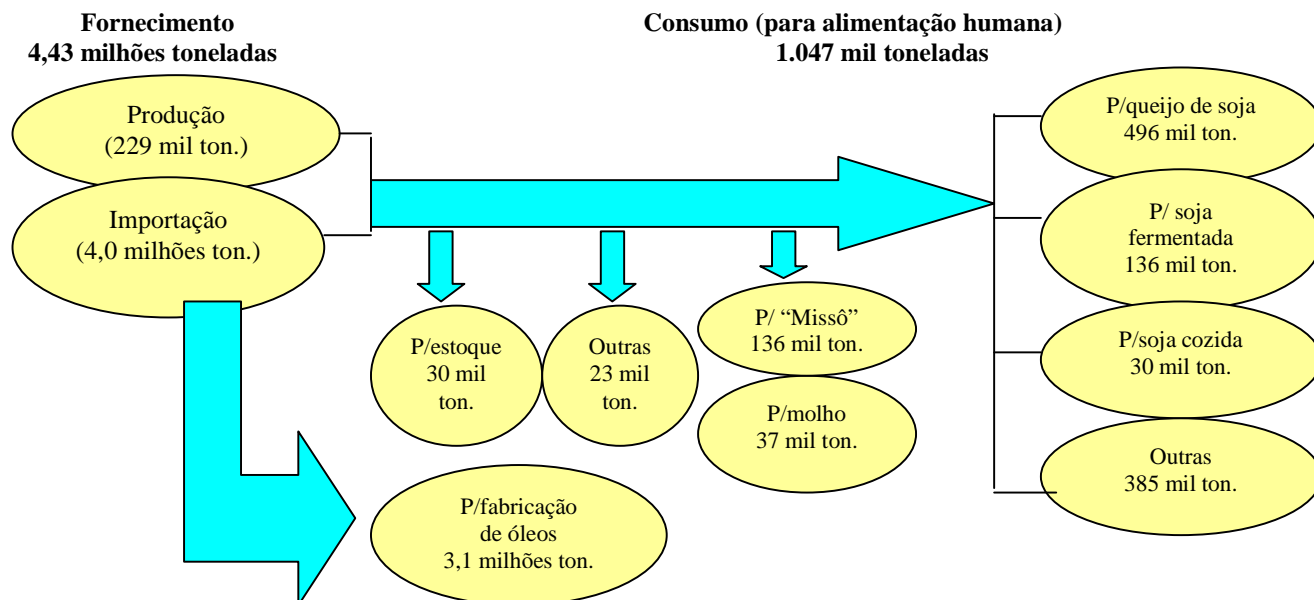 Fornecimento
4,43 milhões toneladas
Consumo (para alimentação humana)
1.047 mil toneladas
Produção
(229 mil ton.)
Importação
(4,0 milhões ton.)
P/estoque
30 mil
ton.
Outras
23 mil
ton.
P/ “Missô”
136 mil ton.
P/molho
37 mil ton.
P/fabricação
de óleos
3,1 milhões ton.
P/queijo de soja
496 mil ton.
P/ soja
fermentada
136 mil ton.
P/soja cozida
30 mil ton.
Outras
385 mil ton.